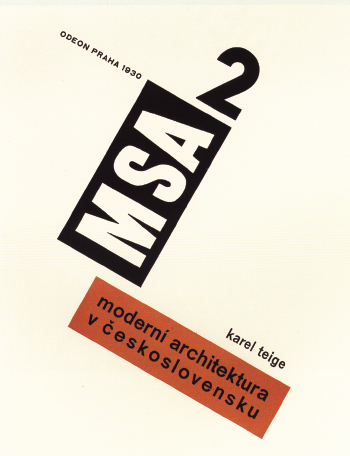 ODEON PRAHA 1930
MSA 2
karel teige
moderní architektura
v československu